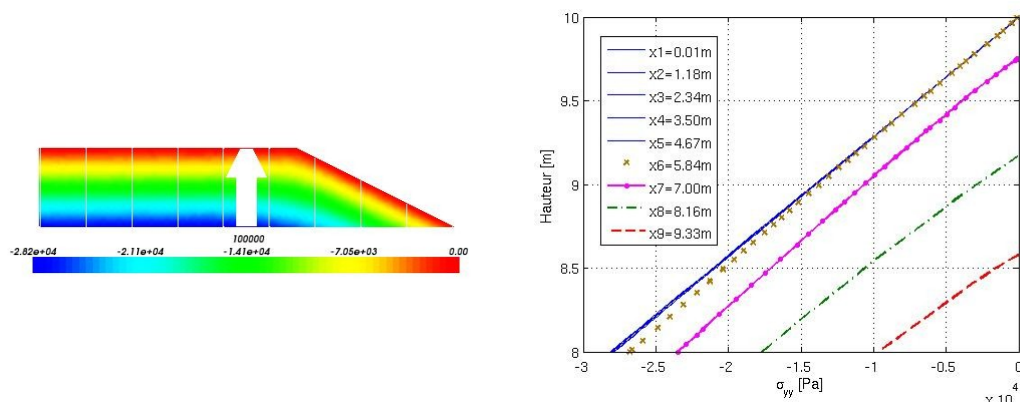 100000
-2.82e+04 -2.11e+04 -1.41e+04 -7.05e+03 0.00
10
9.5
9
8.5
8
Hauteur [m]
x1=0.01m
x2=1.18m
x3=2.34m
x4=3.50m
x5=4.67m
x6=5.84m
x7=7.00m
x8=8.16m
x9=9.33m
-3 -2.5 -2 -1.5 -1 -0.5 0
σyy [Pa]
x 10 4